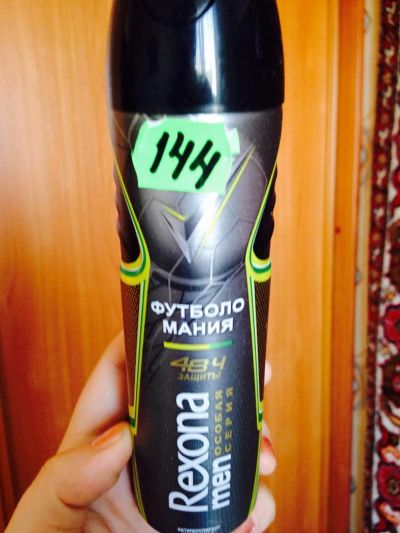 144
ФУТБОЛО
МАНИЯ
48 Ч
ЗАЩИТЫ
Rexona
men
ОСОБАЯ
СЕРИЯ